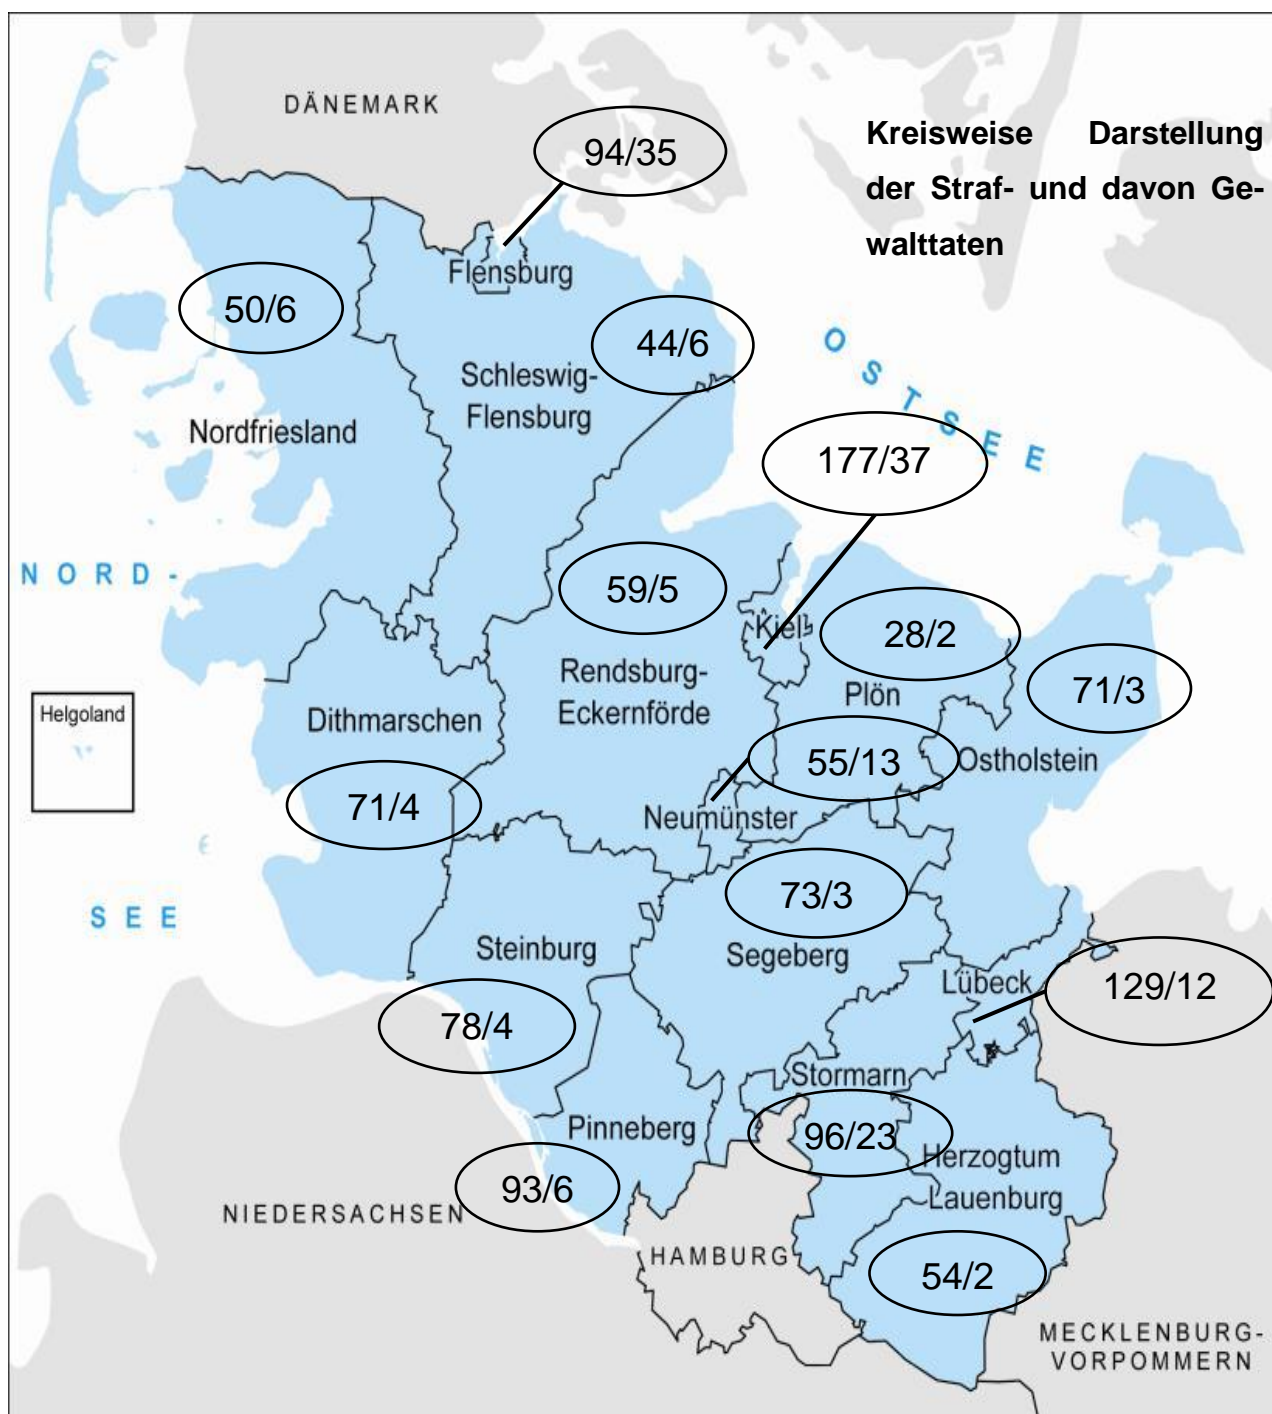 DÄNEMARK
94/35
Kreisweise Darstellung
der Straf- und davon Ge-
walttaten
Flensburg
50/6
44/6
OSTSEE
Schleswig-
Flensburg
Nordfriesland
177/37
NORD-
59/5
Kiel
28/2
Rendsburg-
Eckernförde
Plön
71/3
Helgoland
Dithmarschen
55/13
Ostholstein
71/4
Neumünster
73/3
SEE
Steinburg
Segeberg
Lübeck
129/12
78/4
Stormarn
Pinneberg
96/23
Herzogtum
Lauenburg
93/6
NIEDERSACHSEN
HAMBURG
54/2
MECKLENBURG-
VORPOMMERN